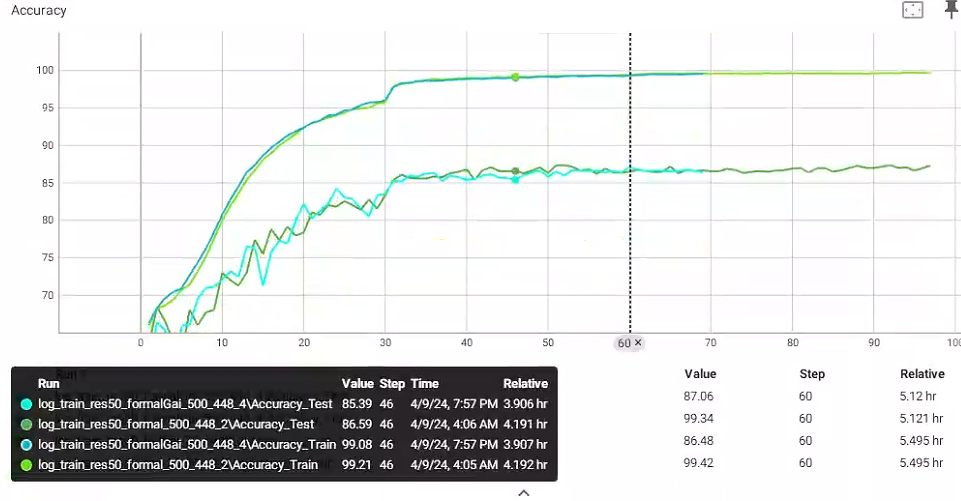 Accuracy
100
95
90
85
80
75
70
0 10 20 30 40 50 60 × 70 80 90 100
Run Value Step Time Relative
log_train_res50_formalGai_500_448_4\Accuracy_Test 85.39 46 4/9/24, 7:57 PM 3.906 hr
log_train_res50_formal_500_448_2\Accuracy_Test 86.59 46 4/9/24, 4:06 AM 4.191 hr
log_train_res50_formalGai_500_448_4\Accuracy_Train 99.08 46 4/9/24, 7:57 PM 3.907 hr
log_train_res50_formal_500_448_2\Accuracy_Train 99.21 46 4/9/24, 4:05 AM 4.192 hr
Value Step Relative
87.06 60 5.12 hr
99.34 60 5.121 hr
86.48 60 5.495 hr
99.42 60 5.495 hr